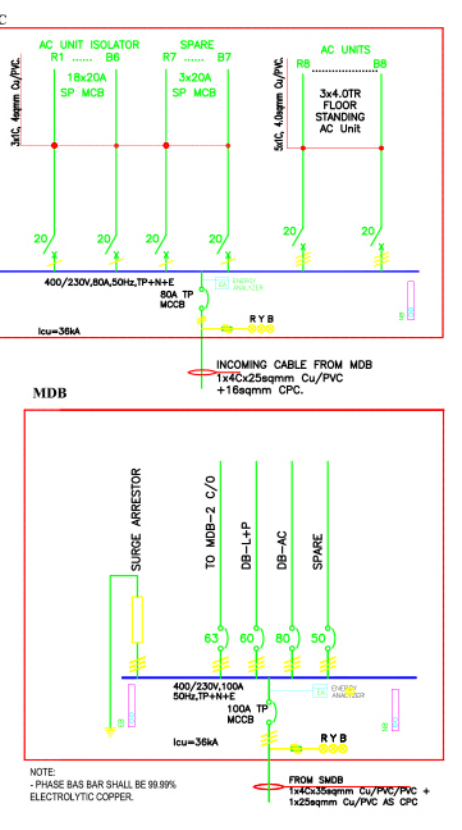 C
AC UNIT ISOLATOR
R1 ...... B6
18x20A
SP MCB
SPARE
R7 ...... B7
3x20A
SP MCB
AC UNITS
R8 ................ B8
3x4.0TR
FLOOR
STANDING
AC Unit
3x1C, 4sqmm Cu/PVC.
5x1C, 4.0sqmm Cu/PVC.
20
20
20
20
20
20
400/230V,80A,50Hz,TP+N+E
80A TP
MCCB
EA
ENERGY
ANALYZER
R Y B
Icu=36kA
INCOMING CABLE FROM MDB
1x4Cx25sqmm Cu/PVC
+16sqmm CPC.
MDB
SURGE ARRESTOR
TO MDB-2 C/O
DB-L+P
DB-AC
SPARE
63
60
80
50
400/230V,100A
50Hz,TP+N+E
100A TP
MCCB
EA
ENERGY
ANALYZER
R Y B
Icu=36kA
NOTE:
- PHASE BAS BAR SHALL BE 99.99%
ELECTROLYTIC COPPER.
FROM SMDB
1x4Cx35sqmm Cu/PVC/PVC +
1x25sqmm Cu/PVC AS CPC